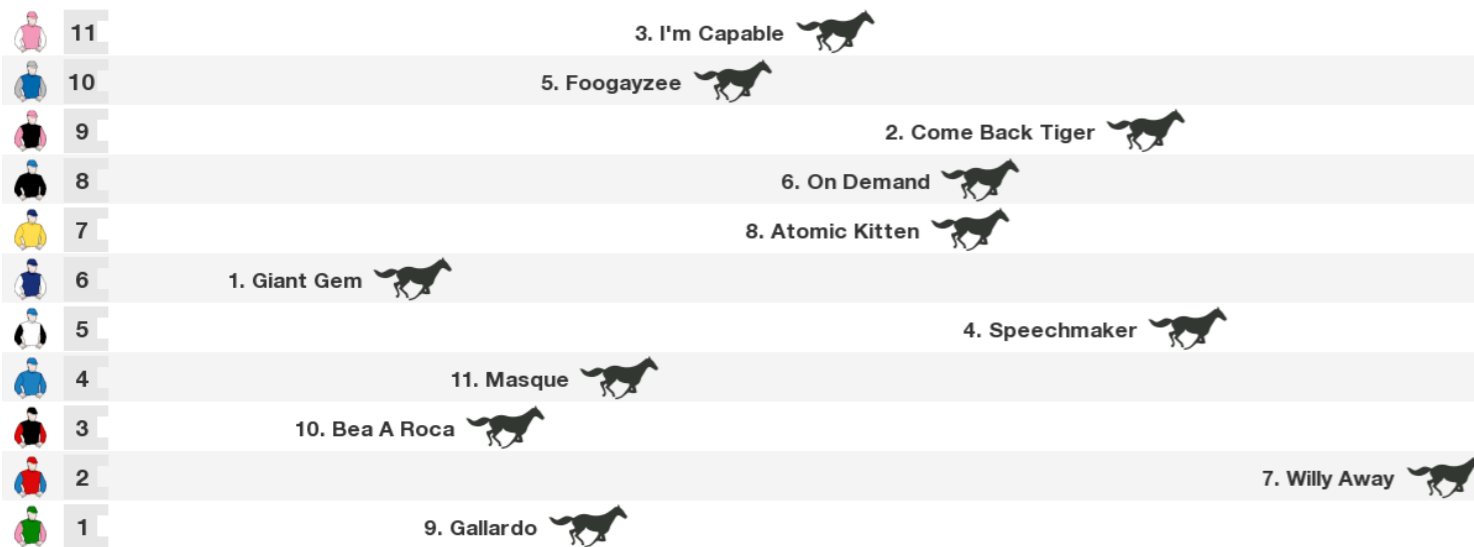 11 3. I'm Capable
10 5. Foogayzee
9 2. Come Back Tiger
8 6. On Demand
7 8. Atomic Kitten
6 1. Giant Gem
5 4. Speechmaker
4 11. Masque
3 10. Bea A Roca
2 7. Willy Away
1 9. Gallardo